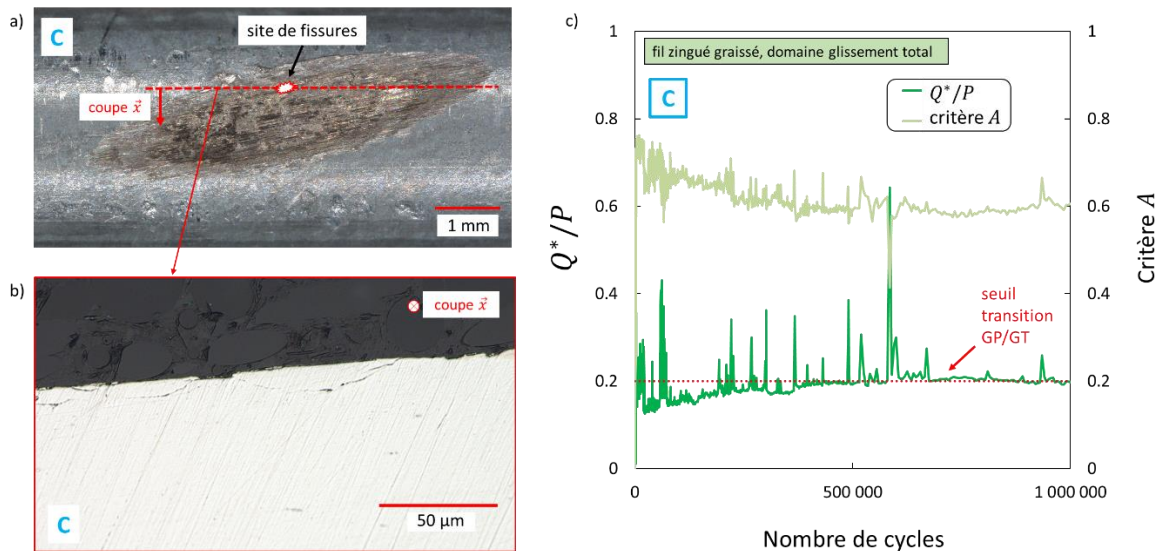 a)
C
site de fissures
coupe x⃗
1 mm
b)
coupe x⃗
C
50 µm
c)
fil zingué graissé, domaine glissement total
C
Q*/P
critère A
seuil
transition
GP/GT
Q*/P
Critère A
1
0.8
0.6
0.4
0.2
0
1
0.8
0.6
0.4
0.2
0
0
500 000
1 000 000
Nombre de cycles